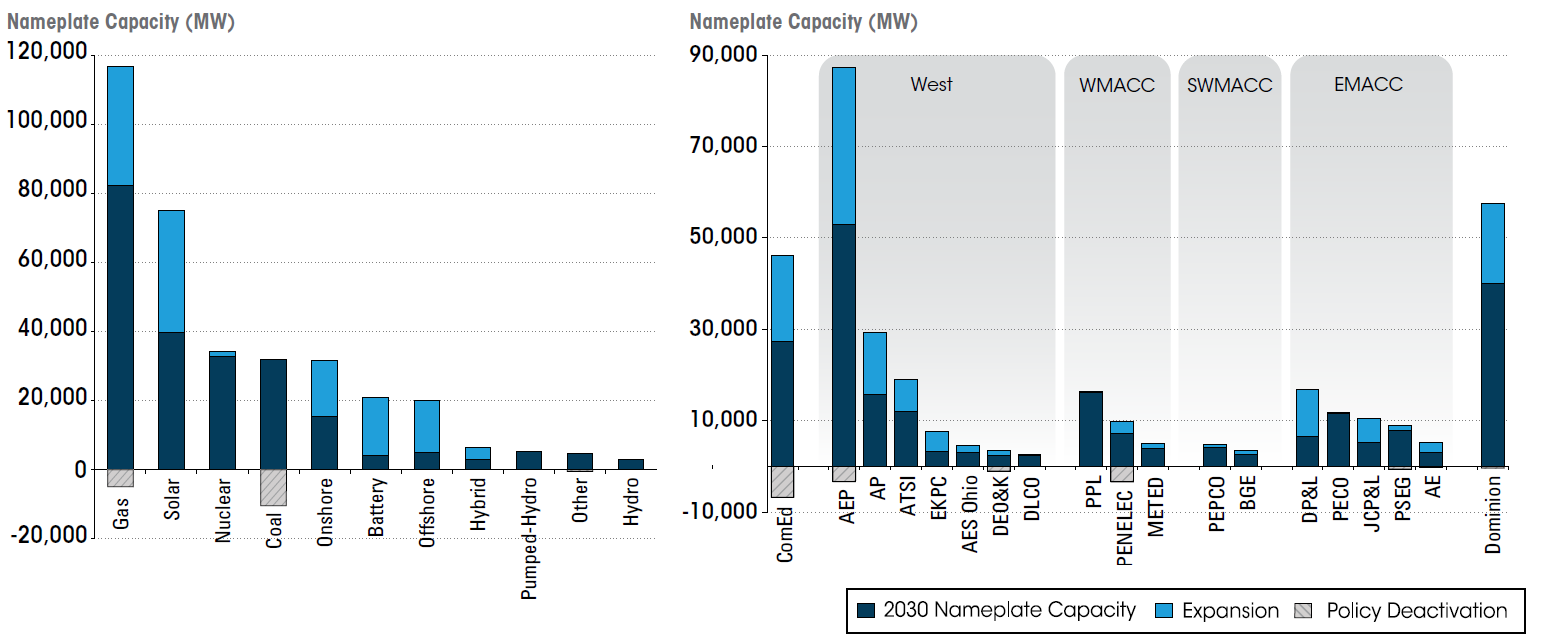 Nameplate Capacity (MW)
120,000
100,000
80,000
60,000
40,000
20,000
0
-20,000
Gas
Solar
Nuclear
Coal
Onshore
Battery
Offshore
Hybrid
Pumped-Hydro
Other
Hydro
Nameplate Capacity (MW)
90,000
70,000
50,000
30,000
10,000
-10,000
West
WMACC
SWMACC
EMACC
ComEd
AEP
AP
ATSI
EKPC
AES Ohio
DEO&K
DLCO
PPL
PENELEC
METED
PEPCO
BGE
DP&L
PECO
JCP&L
PSEG
AE
Dominion
2030 Nameplate Capacity
Expansion
Policy Deactivation